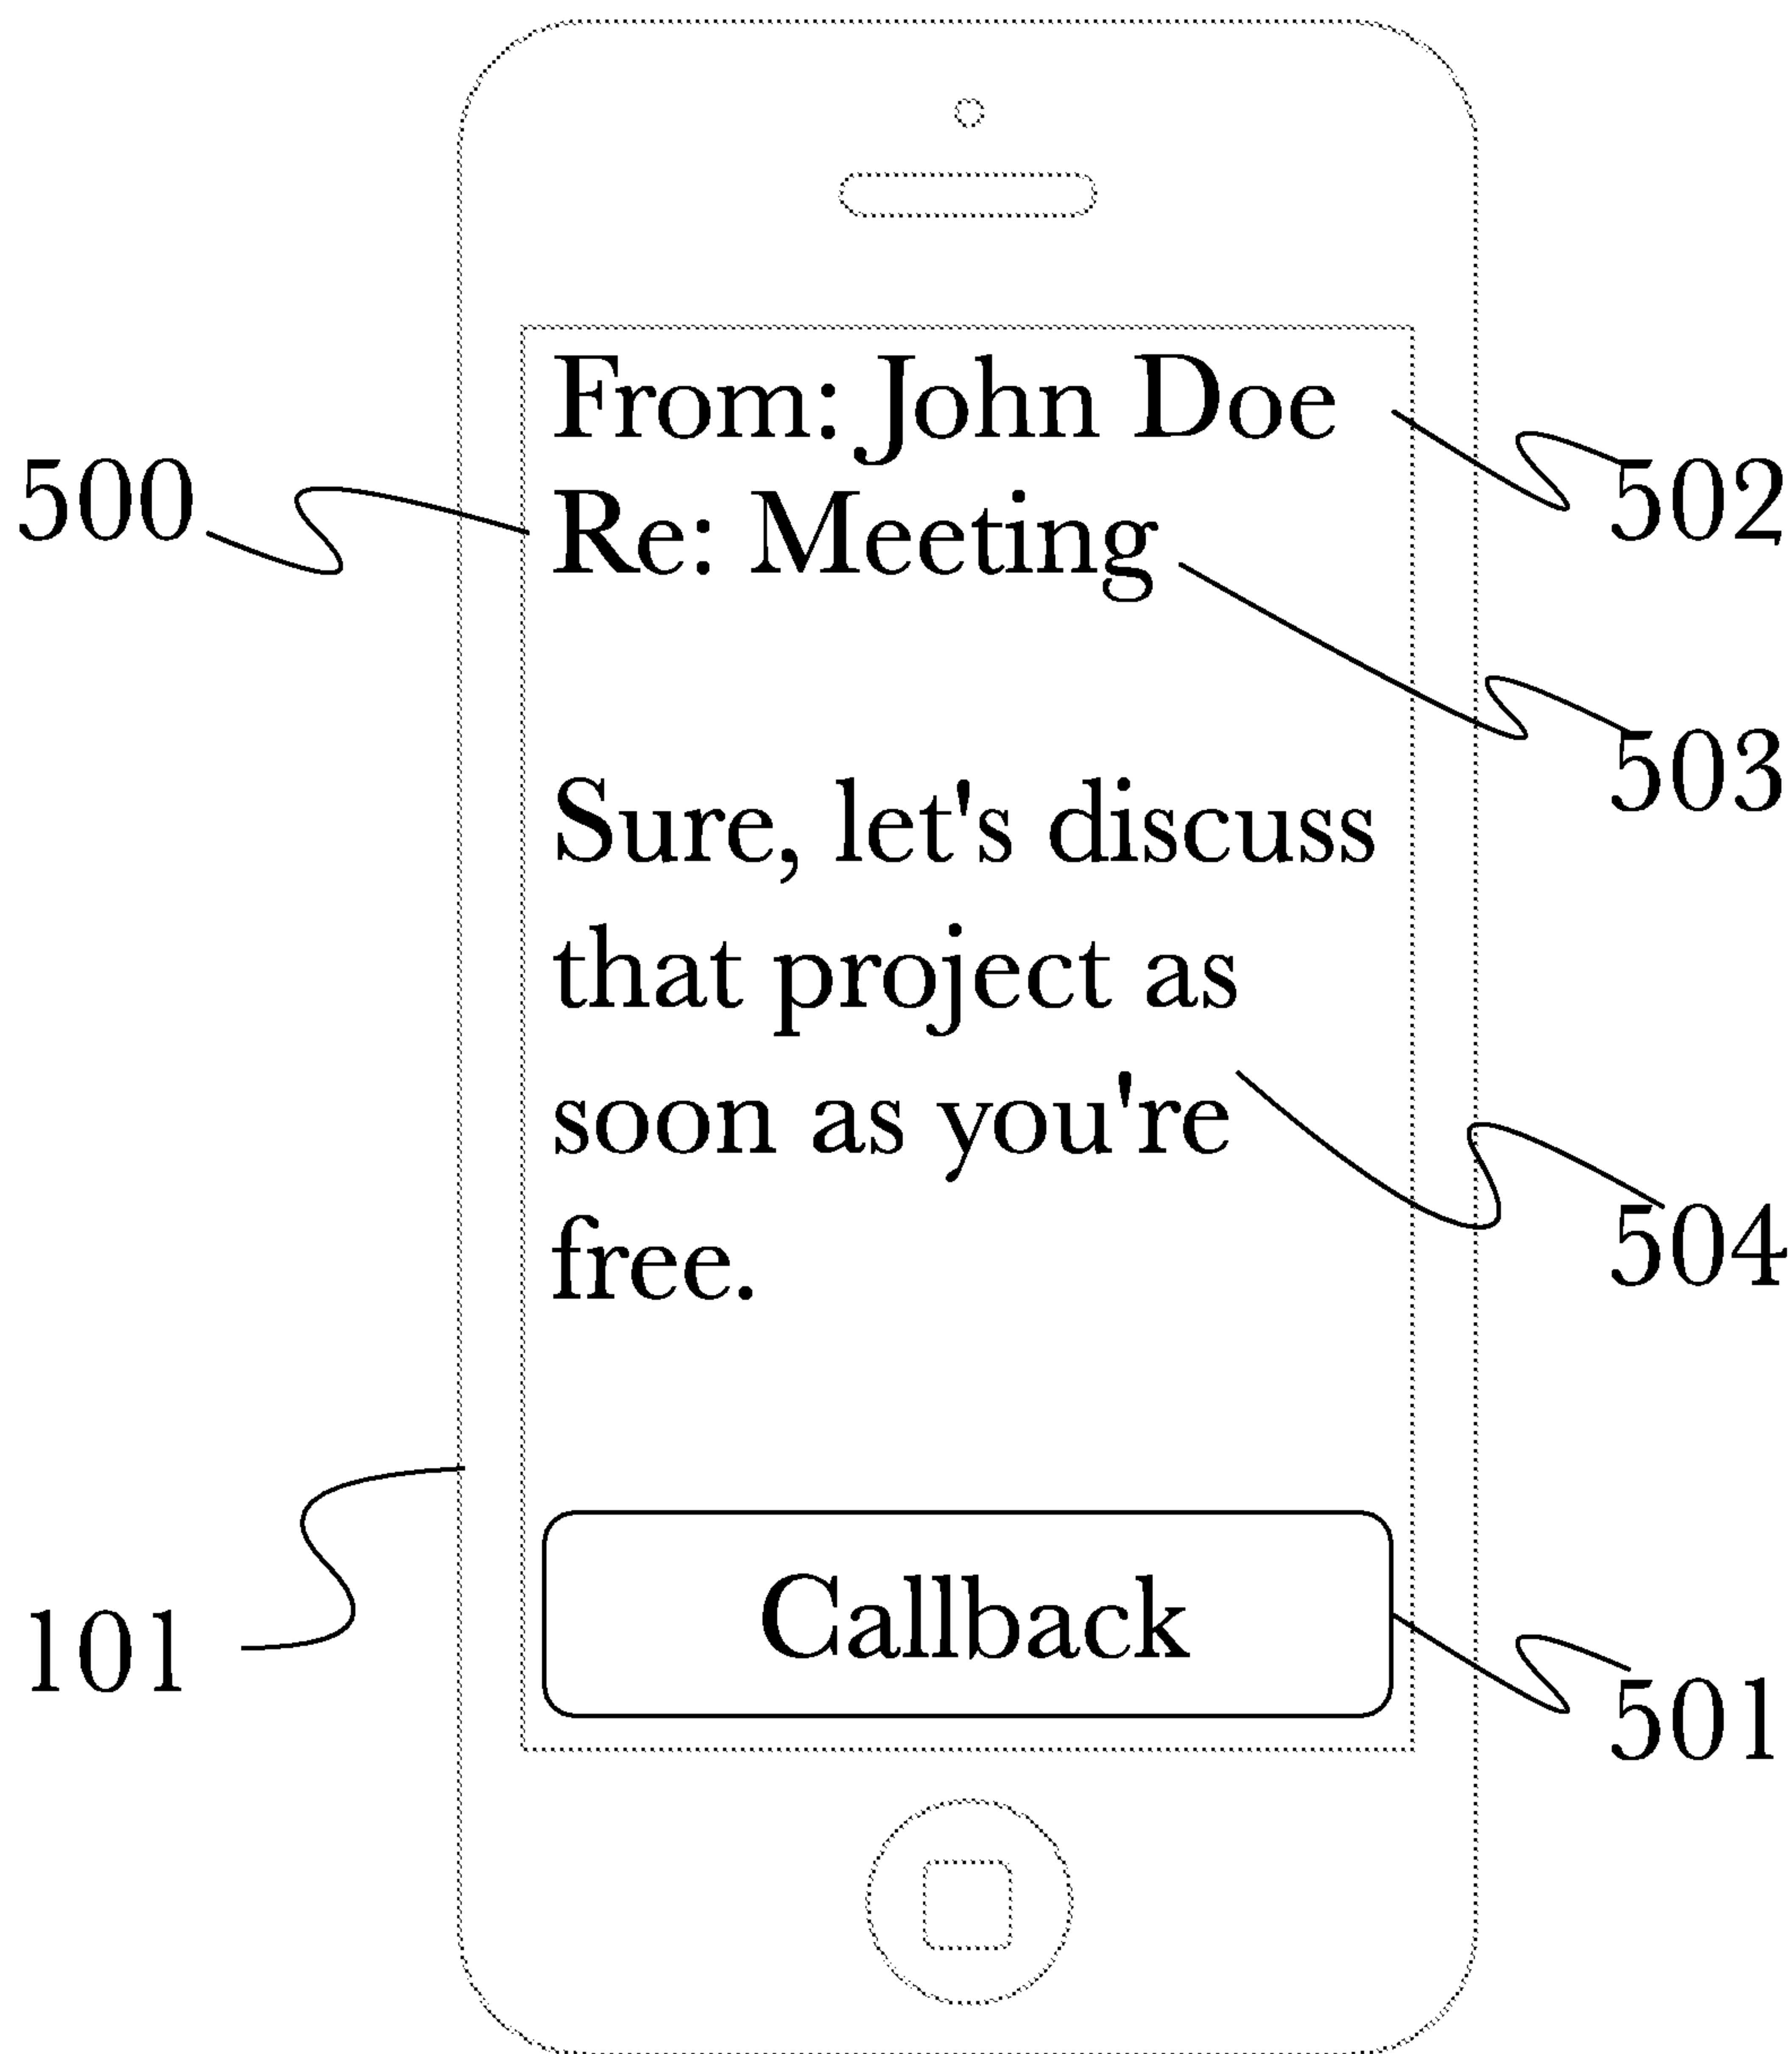 From: John Doe
500
502
Re: Meeting
503
Sure, let's discuss
that project as
soon as you're
504
free.
Callback
101
501